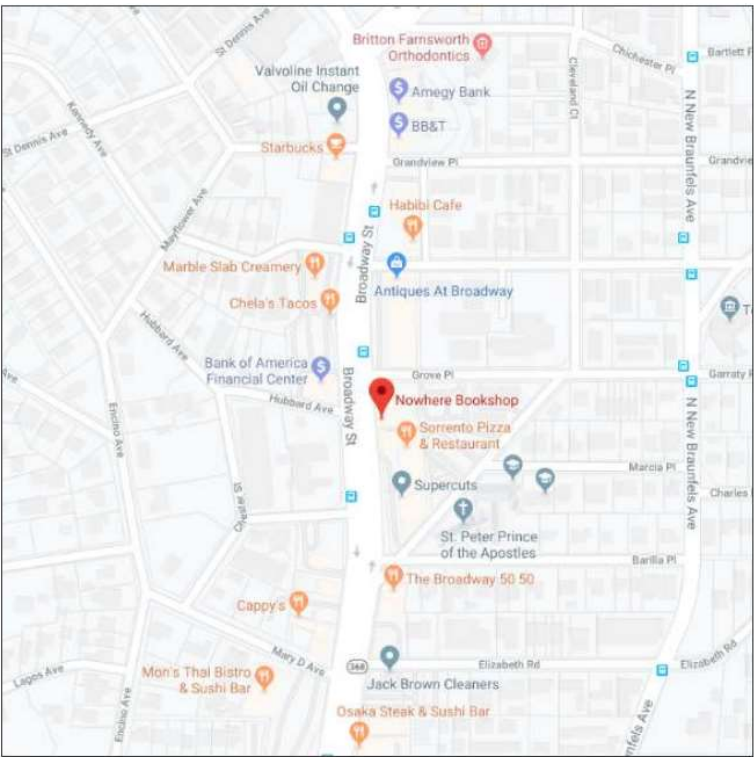 St Dennis Ave
Britton Farnsworth
Orthodontics
Chichester Pl
Bartlett
Valvoline Instant
Oil Change
Amegy Bank
Cleveland Ct
N New Braunfels Ave
Kennedy Ave
BB&T
St Dennis Ave
Starbucks
Grandview Pl
Grandvie
Mayflower Ave
Habibi Cafe
Broadway St
Marble Slab Creamery
Antiques At Broadway
Chela's Tacos
Hubbard Ave
Bank of America
Financial Center
Grove Pl
Garraty
Ave
Broadway St
Nowhere Bookshop
Hubbard Ave
Encino Ave
Sorrento Pizza
& Restaurant
N New Braunfels Ave
Marcia Pl
Supercuts
Charles
Chester St
St. Peter Prince
of the Apostles
Barilla Pl
The Broadway 50 50
Cappy's
Mary D Ave
368
Elizabeth Rd
Elizabeth Rd
Lagos Ave
Mon's Thai Bistro
& Sushi Bar
Jack Brown Cleaners
Encino Ave
Osaka Steak & Sushi Bar
unfels Ave